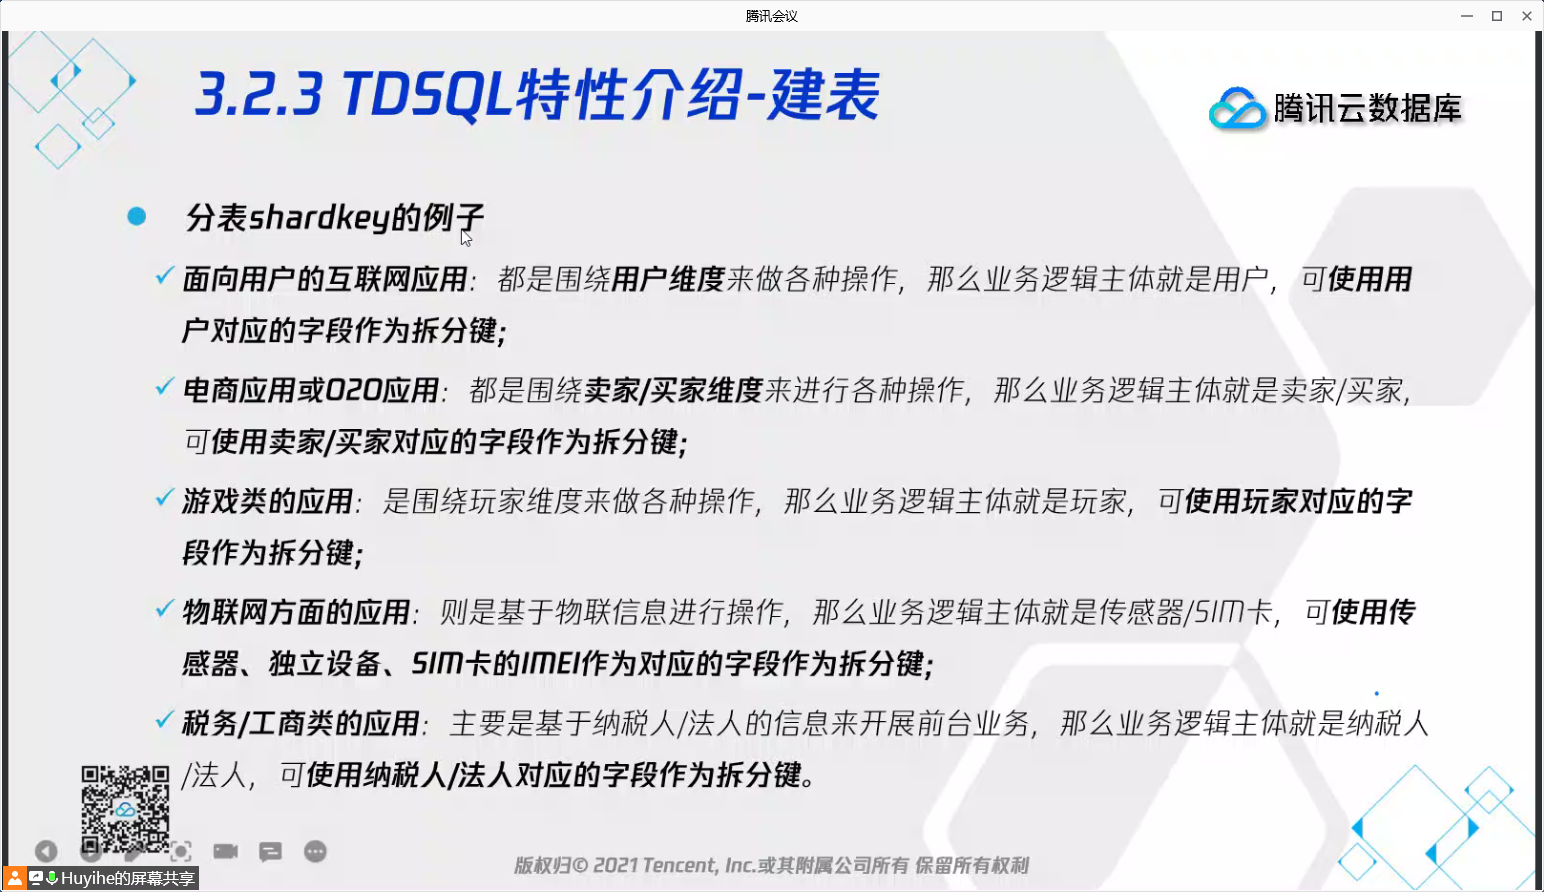 腾讯会议
3.2.3 TDSQL特性介绍-建表
腾讯云数据库
分表shardkey的例子
面向用户的互联网应用：都是围绕用户维度来做各种操作，那么业务逻辑主体就是用户，可使用用
户对应的字段作为拆分键；
电商应用或O2O应用：都是围绕卖家/买家维度来进行各种操作，那么业务逻辑主体就是卖家/买家，
可使用卖家/买家对应的字段作为拆分键；
游戏类的应用：是围绕玩家维度来做各种操作，那么业务逻辑主体就是玩家，可使用玩家对应的字
段作为拆分键；
物联网方面的应用：则是基于物联信息进行操作，那么业务逻辑主体就是传感器/SIM卡，可使用传
感器、独立设备、SIM卡的IMEI作为对应的字段作为拆分键；
税务/工商类的应用：主要是基于纳税人/法人的信息来开展前台业务，那么业务逻辑主体就是纳税人
/法人，可使用纳税人/法人对应的字段作为拆分键。
版权归© 2021 Tencent, Inc.或其附属公司所有 保留所有权利
Huyihe的屏幕共享